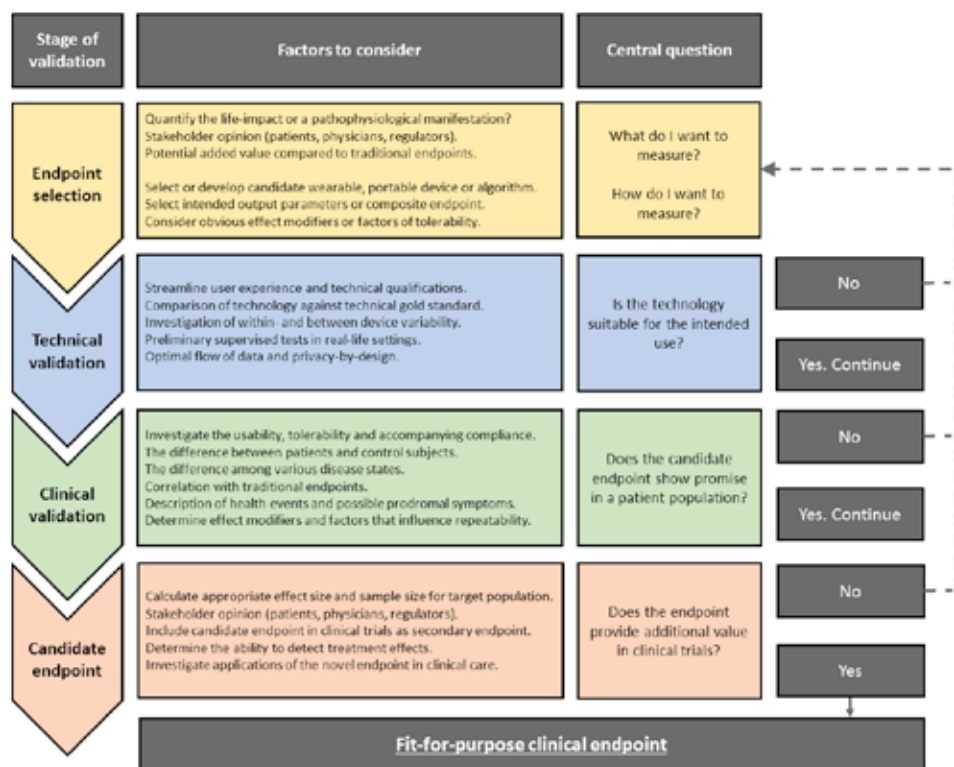 Stage of
validation
Factors to consider
Central question
Endpoint
selection
Quantify the life-impact or a pathophysiological manifestation?
Stakeholder opinion (patients, physicians, regulators).
Potential added value compared to traditional endpoints.
Select or develop candidate wearable, portable device or algorithm.
Select intended output parameters or composite endpoint.
Consider obvious effect modifiers or factors of tolerability.
What do I want to
measure?
How do I want to
measure?
Technical
validation
Streamline user experience and technical qualifications.
Comparison of technology against technical gold standard.
Investigation of within- and between device variability.
Preliminary supervised tests in real-life settings.
Optimal flow of data and privacy-by-design.
Is the technology
suitable for the intended
use?
No
Yes. Continue
Clinical
validation
Investigate the usability, tolerability and accompanying compliance.
The difference between patients and control subjects.
The difference among various disease states.
Correlation with traditional endpoints.
Description of health events and possible prodromal symptoms.
Determine effect modifiers and factors that influence repeatability.
Does the candidate
endpoint show promise
in a patient population?
No
Yes. Continue
Candidate
endpoint
Calculate appropriate effect size and sample size for target population.
Stakeholder opinion (patients, physicians, regulators).
Include candidate endpoint in clinical trials as secondary endpoint.
Determine the ability to detect treatment effects.
Investigate applications of the novel endpoint in clinical care.
Does the endpoint
provide additional value
in clinical trials?
No
Yes
Fit-for-purpose clinical endpoint